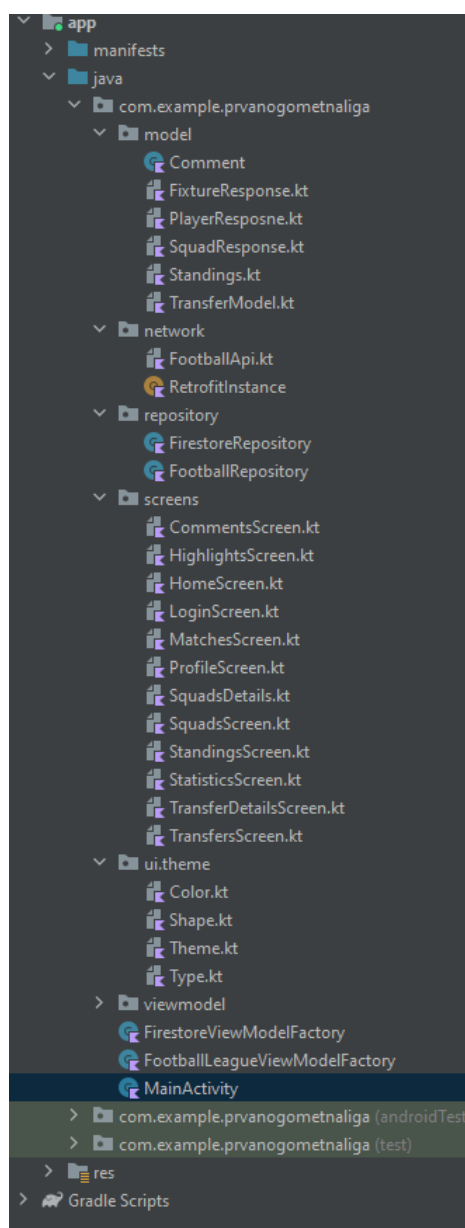 app
manifests
java
com.example.prvanogometnaliga
model
Comment
FixtureResponse.kt
PlayerResposne.kt
SquadResponse.kt
Standings.kt
TransferModel.kt
network
FootballApi.kt
RetrofitInstance
repository
FirestoreRepository
FootballRepository
screens
CommentsScreen.kt
HighlightsScreen.kt
HomeScreen.kt
LoginScreen.kt
MatchesScreen.kt
ProfileScreen.kt
SquadsDetails.kt
SquadsScreen.kt
StandingsScreen.kt
StatisticsScreen.kt
TransferDetailsScreen.kt
TransfersScreen.kt
ui.theme
Color.kt
Shape.kt
Theme.kt
Type.kt
viewmodel
FirestoreViewModelFactory
FootballLeagueViewModelFactory
MainActivity
com.example.prvanogometnaliga (androidTest
com.example.prvanogometnaliga (test)
res
Gradle Scripts